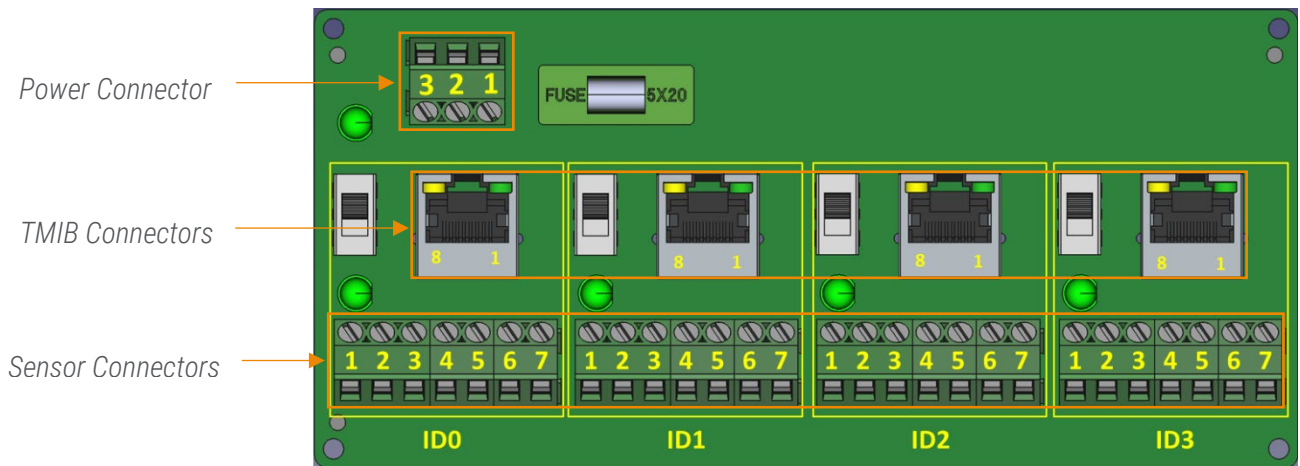 Power Connector
3 2 1
FUSE 5X20
TMIB Connectors
8 1 8 1 8 1 8 1
Sensor Connectors
1 2 3 4 5 6 7 1 2 3 4 5 6 7 1 2 3 4 5 6 7 1 2 3 4 5 6 7
ID0 ID1 ID2 ID3